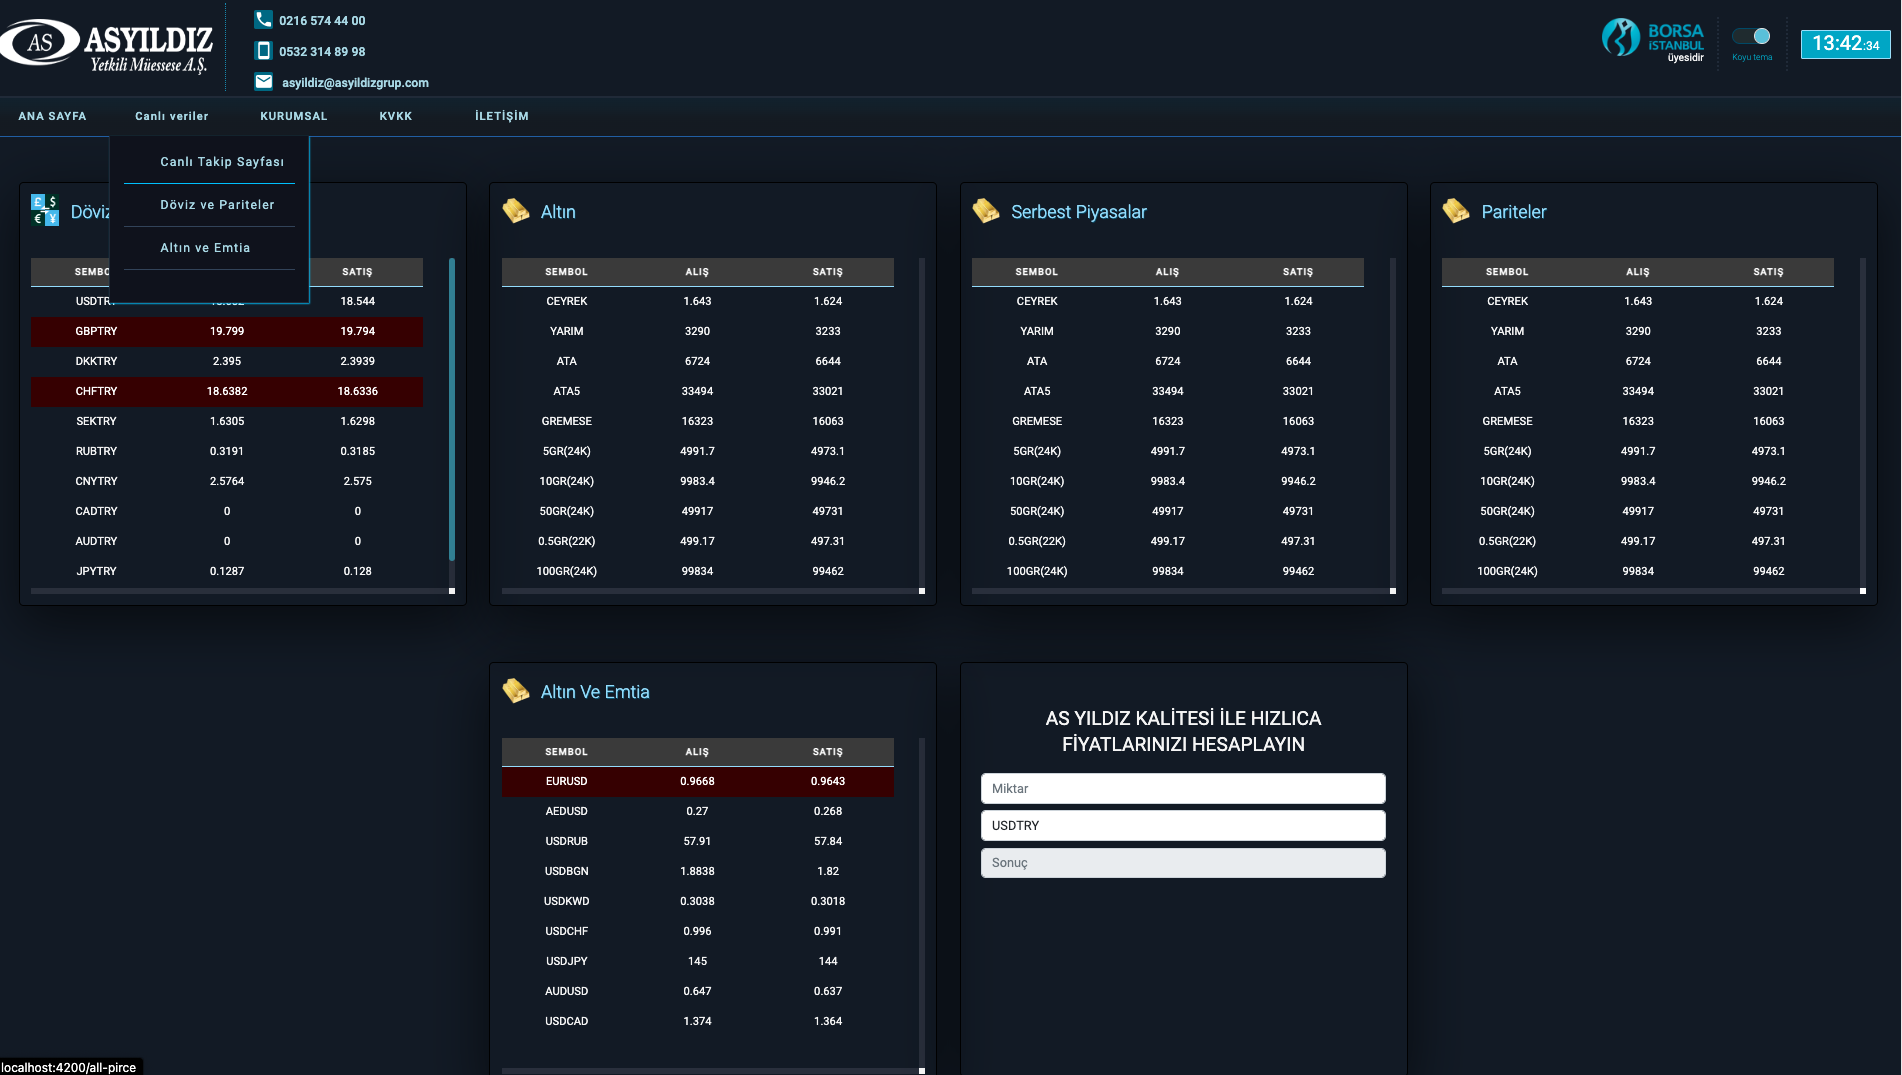 AS
ASYILDIZ
Yetkili Müessese A.Ş.
0216 574 44 00
0532 314 89 98
asyildiz@asyildizgrup.com
BORSA
İSTANBUL
üyesidir
Koyu tema
13:42:34
ANA SAYFA Canlı veriler KURUMSAL KVKK İLETİŞİM
Canlı Takip Sayfası
Döviz ve Pariteler
Altın ve Emtia
£ $
€ ¥
Döviz
SATIŞ
18.544
GBPTRY 19.799 19.794
DKKTRY 2.395 2.3939
CHFTRY 18.6382 18.6336
SEKTRY 1.6305 1.6298
RUBTRY 0.3191 0.3185
CNYTRY 2.5764 2.575
CADTRY 0 0
AUDTRY 0 0
JPYTRY 0.1287 0.128
Altın
SEMBOL ALIŞ SATIŞ
CEYREK 1.643 1.624
YARIM 3290 3233
ATA 6724 6644
ATA5 33494 33021
GREMESE 16323 16063
5GR(24K) 4991.7 4973.1
10GR(24K) 9983.4 9946.2
50GR(24K) 49917 49731
0.5GR(22K) 499.17 497.31
100GR(24K) 99834 99462
Serbest Piyasalar
SEMBOL ALIŞ SATIŞ
CEYREK 1.643 1.624
YARIM 3290 3233
ATA 6724 6644
ATA5 33494 33021
GREMESE 16323 16063
5GR(24K) 4991.7 4973.1
10GR(24K) 9983.4 9946.2
50GR(24K) 49917 49731
0.5GR(22K) 499.17 497.31
100GR(24K) 99834 99462
Pariteler
SEMBOL ALIŞ SATIŞ
CEYREK 1.643 1.624
YARIM 3290 3233
ATA 6724 6644
ATA5 33494 33021
GREMESE 16323 16063
5GR(24K) 4991.7 4973.1
10GR(24K) 9983.4 9946.2
50GR(24K) 49917 49731
0.5GR(22K) 499.17 497.31
100GR(24K) 99834 99462
Altın Ve Emtia
SEMBOL ALIŞ SATIŞ
EURUSD 0.9668 0.9643
AEDUSD 0.27 0.268
USDRUB 57.91 57.84
USDBGN 1.8838 1.82
USDKWD 0.3038 0.3018
USDCHF 0.996 0.991
USDJPY 145 144
AUDUSD 0.647 0.637
USDCAD 1.374 1.364
AS YILDIZ KALİTESİ İLE HIZLICA
FİYATLARINIZI HESAPLAYIN
Miktar
USDTRY
Sonuç
localhost:4200/all-pirce